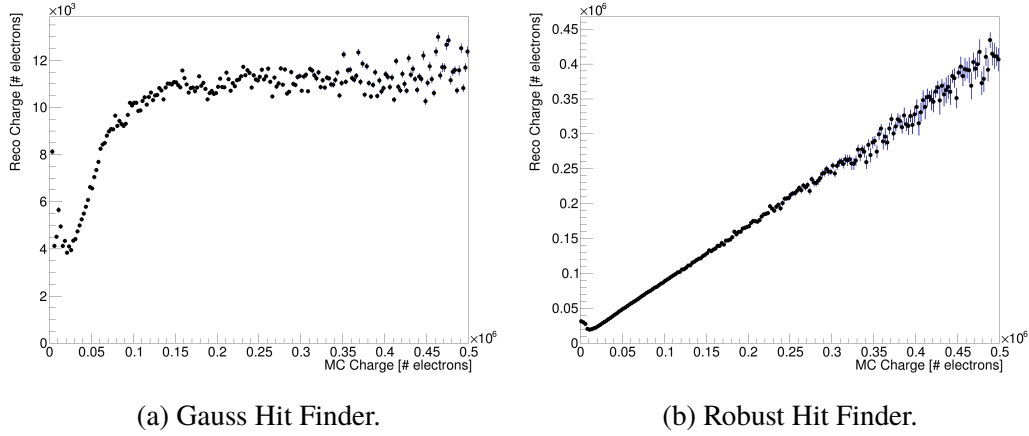 ×10³
Reco Charge [# electrons]
12
10
8
6
4
2
0
0 0.05 0.1 0.15 0.2 0.25 0.3 0.35 0.4 0.45 0.5
×10⁶
MC Charge [# electrons]
(a) Gauss Hit Finder.
×10⁶
Reco Charge [# electrons]
0.45
0.4
0.35
0.3
0.25
0.2
0.15
0.1
0.05
0
0 0.05 0.1 0.15 0.2 0.25 0.3 0.35 0.4 0.45 0.5
×10⁶
MC Charge [# electrons]
(b) Robust Hit Finder.